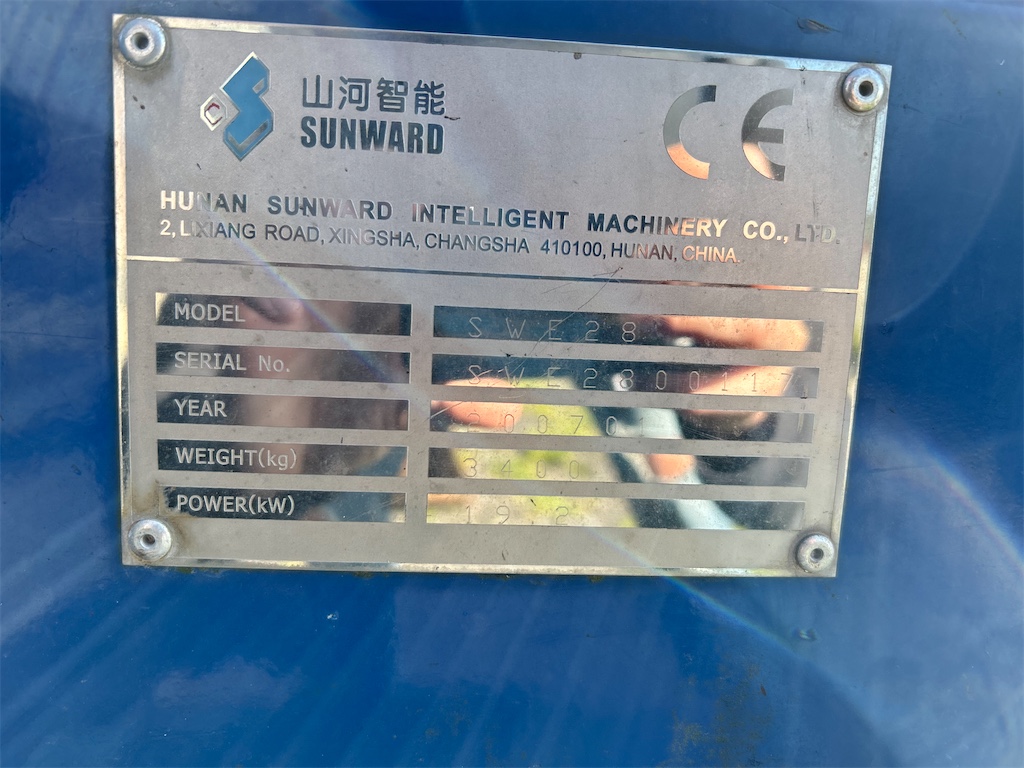 山河智能
SUNWARD
CE
HUNAN SUNWARD INTELLIGENT MACHINERY CO., LTD.
2, LIXIANG ROAD, XINGSHA, CHANGSHA 410100, HUNAN, CHINA.
MODEL SWE28
SERIAL No. SWE2800117
YEAR
WEIGHT(kg) 3400
POWER(kW) 19.2